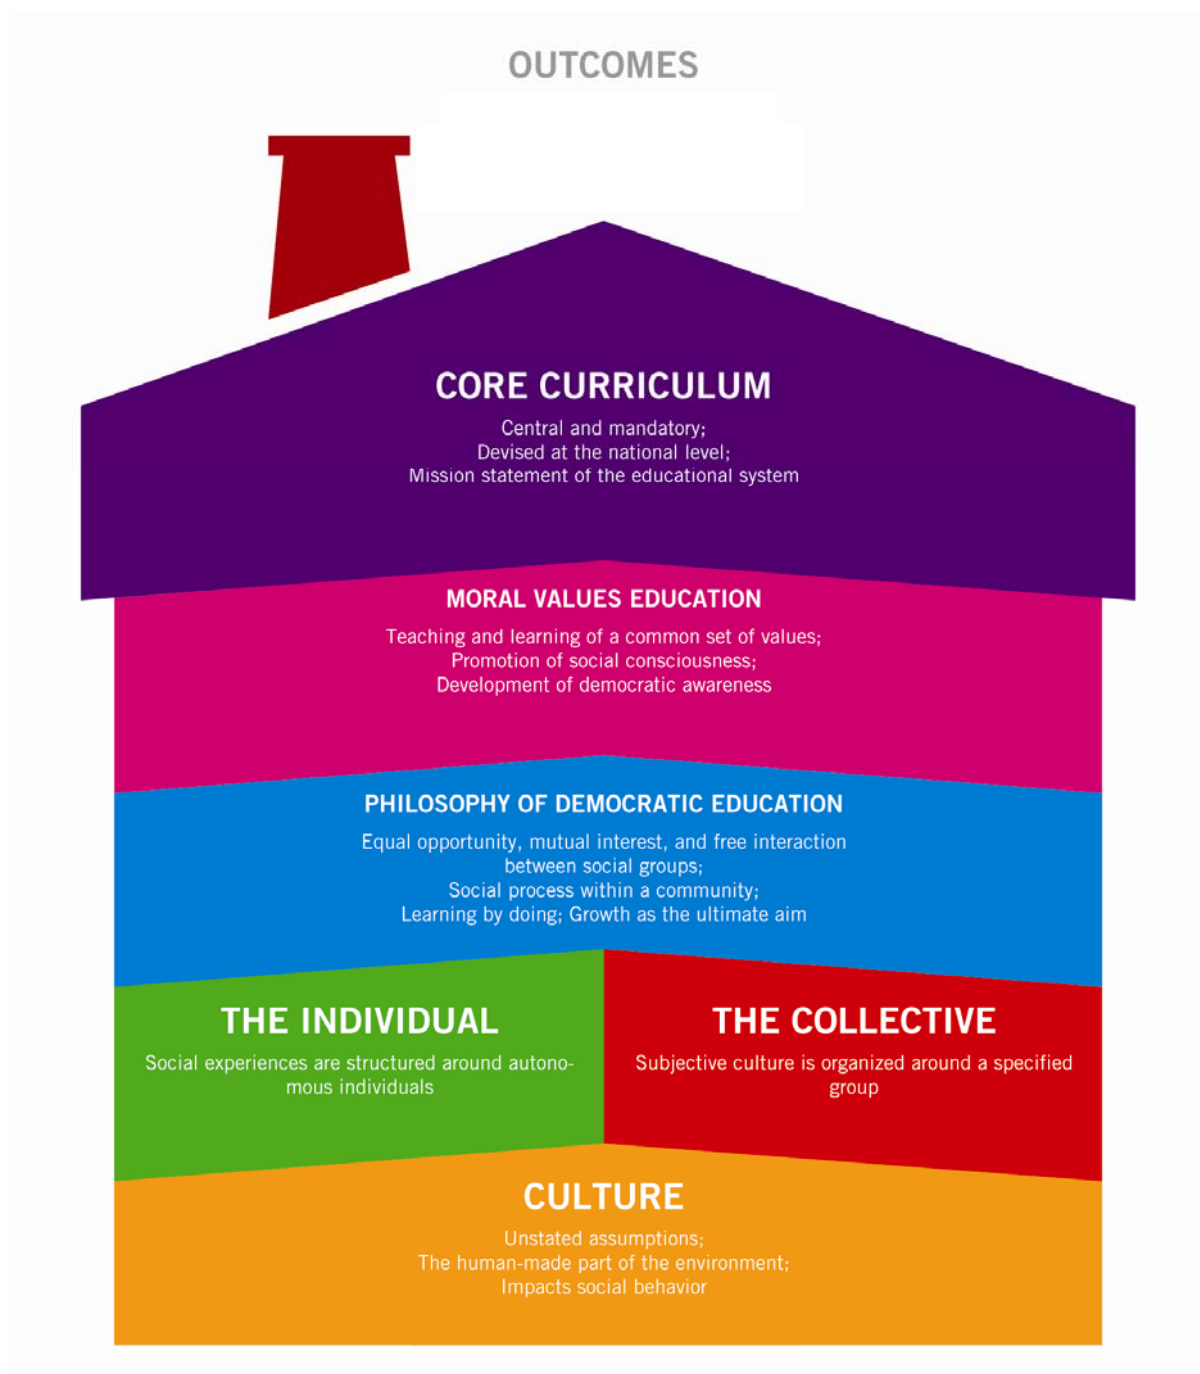 OUTCOMES
CORE CURRICULUM
Central and mandatory;
Devised at the national level;
Mission statement of the educational system
MORAL VALUES EDUCATION
Teaching and learning of a common set of values;
Promotion of social consciousness;
Development of democratic awareness
PHILOSOPHY OF DEMOCRATIC EDUCATION
Equal opportunity, mutual interest, and free interaction
between social groups;
Social process within a community;
Learning by doing; Growth as the ultimate aim
THE INDIVIDUAL
Social experiences are structured around autono-
mous individuals
THE COLLECTIVE
Subjective culture is organized around a specified
group
CULTURE
Unstated assumptions;
The human-made part of the environment;
Impacts social behavior